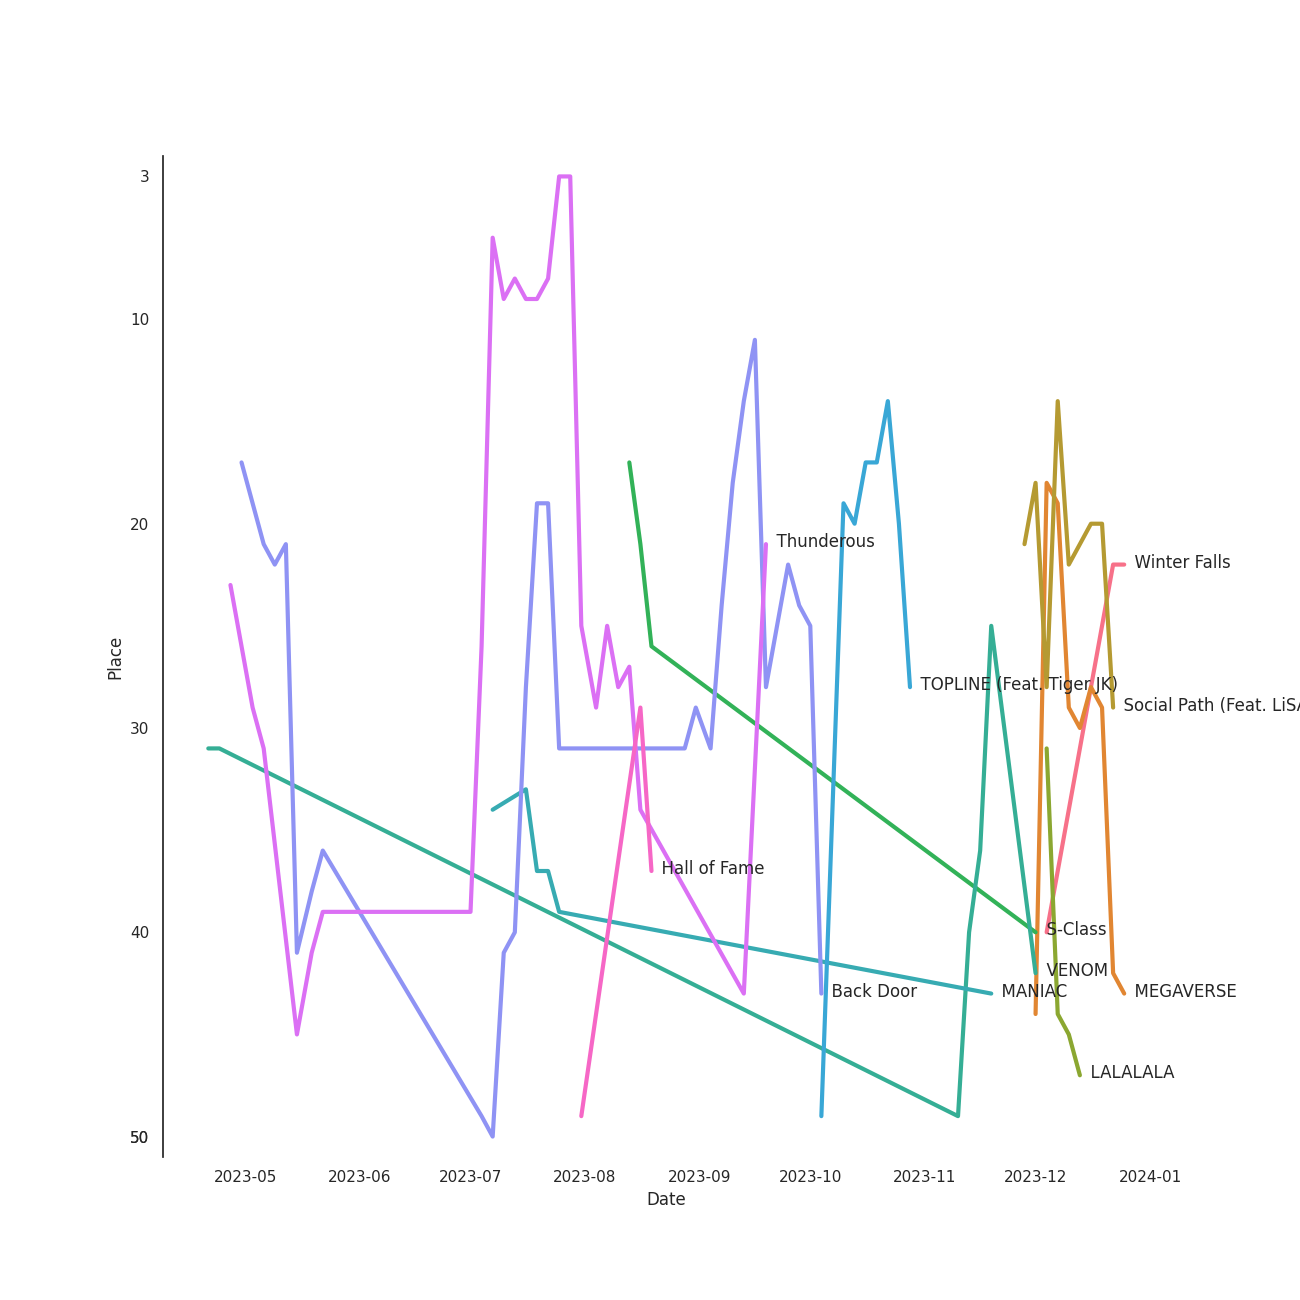 3
10
20
30
40
50
Place
Thunderous
Winter Falls
TOPLINE (Feat. Tiger JK)
Social Path (Feat. LiSA
Hall of Fame
S-Class
VENOM
Back Door
MANIAC
MEGAVERSE
LALALALA
2023-05
2023-06
2023-07
2023-08
2023-09
2023-10
2023-11
2023-12
2024-01
Date